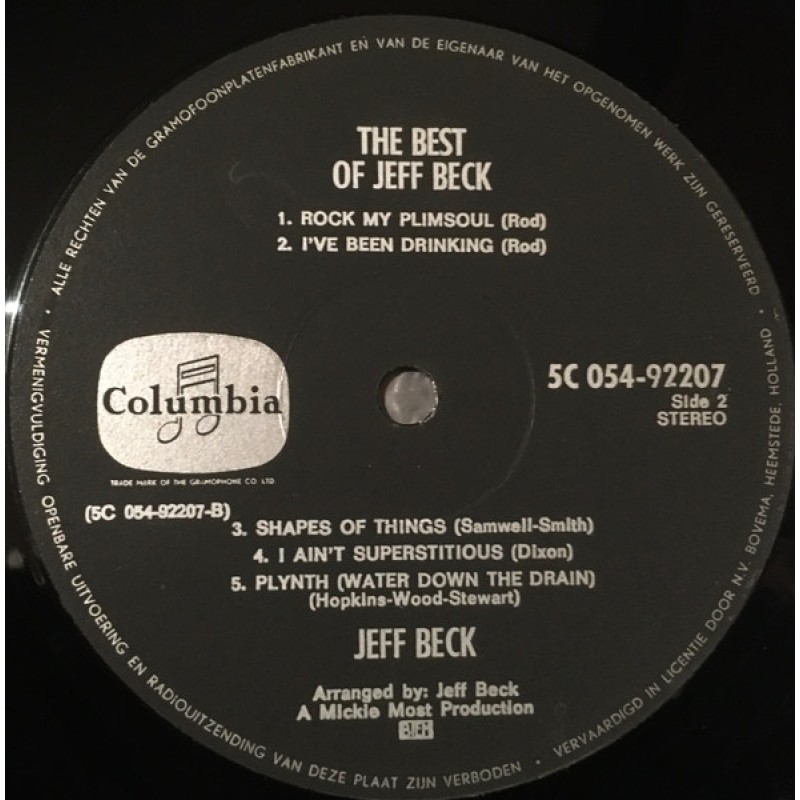 ALLE RECHTEN VAN DE GRAMOFOONPLATENFABRIKANT EN VAN DE EIGENAAR VAN HET OPGENOMEN WERK ZIJN GERESERVEERD
THE BEST
OF JEFF BECK
1. ROCK MY PLIMSOUL (Rod)
2. I'VE BEEN DRINKING (Rod)
Columbia
TRADE MARK OF THE GRAMOPHONE CO. LTD.
5C 054-92207
Side 2
STEREO
(5C 054-92207-B)
3. SHAPES OF THINGS (Samwell-Smith)
4. I AIN'T SUPERSTITIOUS (Dixon)
5. PLYNTH (WATER DOWN THE DRAIN)
(Hopkins-Wood-Stewart)
JEFF BECK
Arranged by: Jeff Beck
A Mickie Most Production
VERMENIGVULDIGING OPENBARE UITVOERING EN RADIOUITZENDING VAN DEZE PLAAT ZIJN VERBODEN •
VERVAARDIGD IN LICENTIE DOOR N.V. BOVEMA, HEEMSTEDE, HOLLAND •